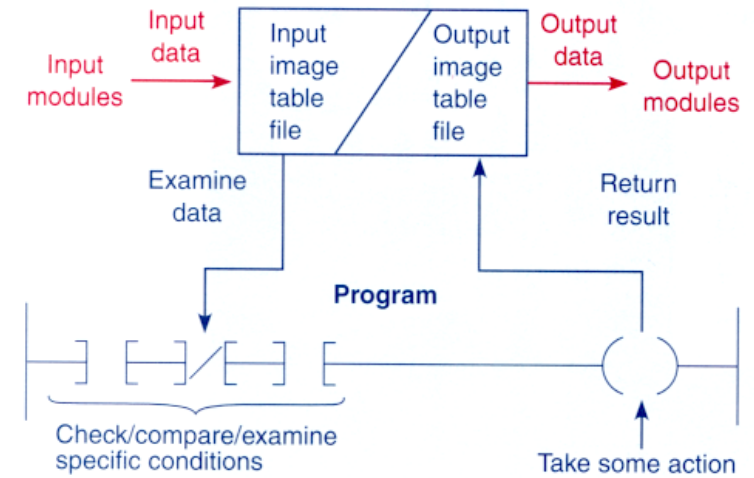 Input
data
Input
modules
Input
image
table
file
Output
image
table
file
Output
data
Output
modules
Examine
data
Return
result
Program
Check/compare/examine
specific conditions
Take some action